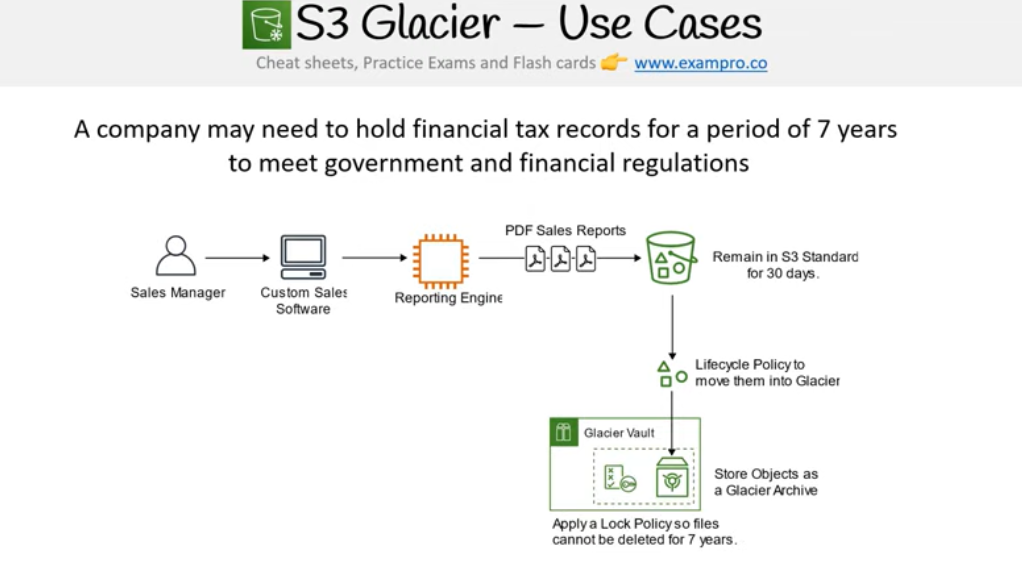 S3 Glacier – Use Cases
Cheat sheets, Practice Exams and Flash cards 👉 www.exampro.co
A company may need to hold financial tax records for a period of 7 years
to meet government and financial regulations
PDF Sales Reports
Remain in S3 Standard
for 30 days.
Sales Manager
Custom Sales
Software
Reporting Engine
Lifecycle Policy to
move them into Glacier
Glacier Vault
Store Objects as
a Glacier Archive
Apply a Lock Policy so files
cannot be deleted for 7 years.